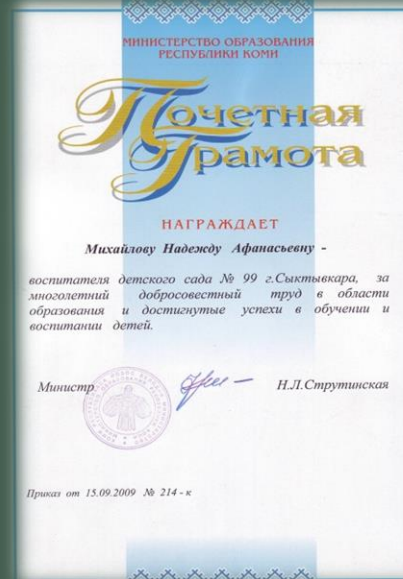 МИНИСТЕРСТВО ОБРАЗОВАНИЯ
РЕСПУБЛИКИ КОМИ
Почетная
Грамота
НАГРАЖДАЕТ
Михайлову Надежду Афанасьевну -
воспитателя детского сада № 99 г.Сыктывкара, за
многолетний добросовестный труд в области
образования и достигнутые успехи в обучении и
воспитании детей.
Министр Н.Л.Струтинская
Приказ от 15.09.2009 № 214 - к